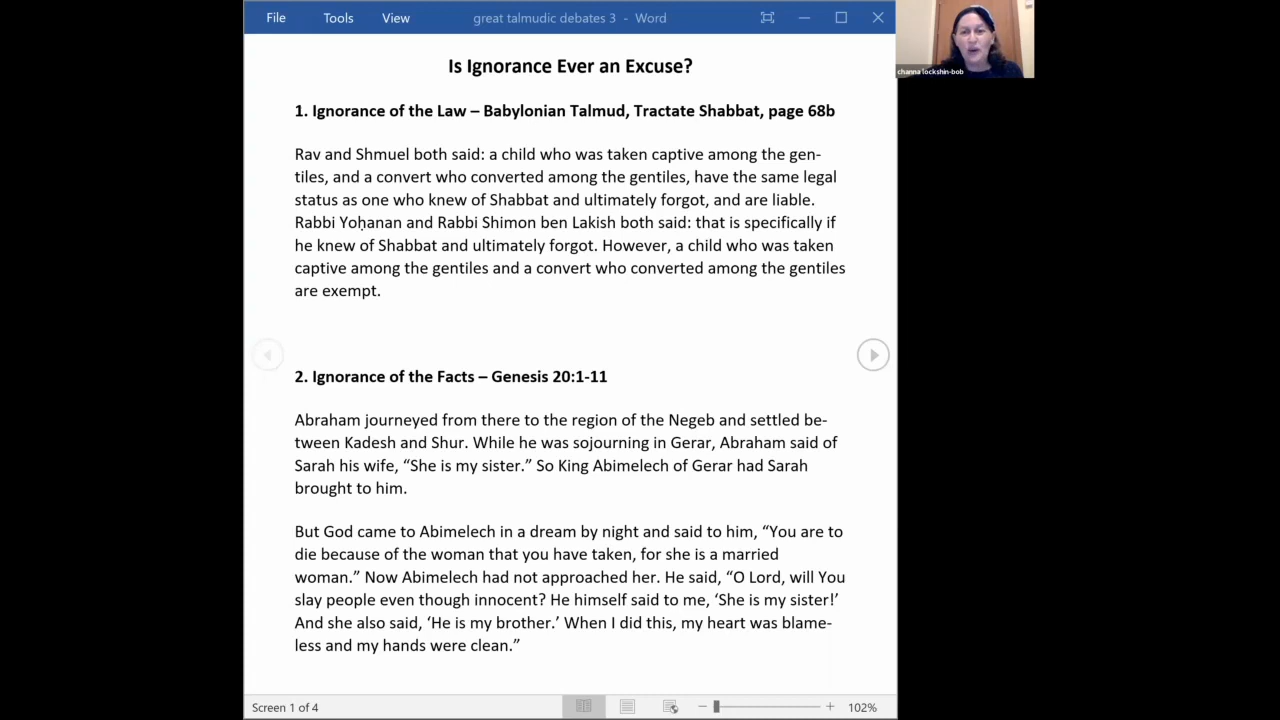 File Tools View great talmudic debates 3 - Word
channa lockshin-bob
Is Ignorance Ever an Excuse?
1. Ignorance of the Law – Babylonian Talmud, Tractate Shabbat, page 68b
Rav and Shmuel both said: a child who was taken captive among the gen-
tiles, and a convert who converted among the gentiles, have the same legal
status as one who knew of Shabbat and ultimately forgot, and are liable.
Rabbi Yoḥanan and Rabbi Shimon ben Lakish both said: that is specifically if
he knew of Shabbat and ultimately forgot. However, a child who was taken
captive among the gentiles and a convert who converted among the gentiles
are exempt.
2. Ignorance of the Facts – Genesis 20:1-11
Abraham journeyed from there to the region of the Negeb and settled be-
tween Kadesh and Shur. While he was sojourning in Gerar, Abraham said of
Sarah his wife, “She is my sister.” So King Abimelech of Gerar had Sarah
brought to him.
But God came to Abimelech in a dream by night and said to him, “You are to
die because of the woman that you have taken, for she is a married
woman.” Now Abimelech had not approached her. He said, “O Lord, will You
slay people even though innocent? He himself said to me, ‘She is my sister!’
And she also said, ‘He is my brother.’ When I did this, my heart was blame-
less and my hands were clean.”
Screen 1 of 4 102%